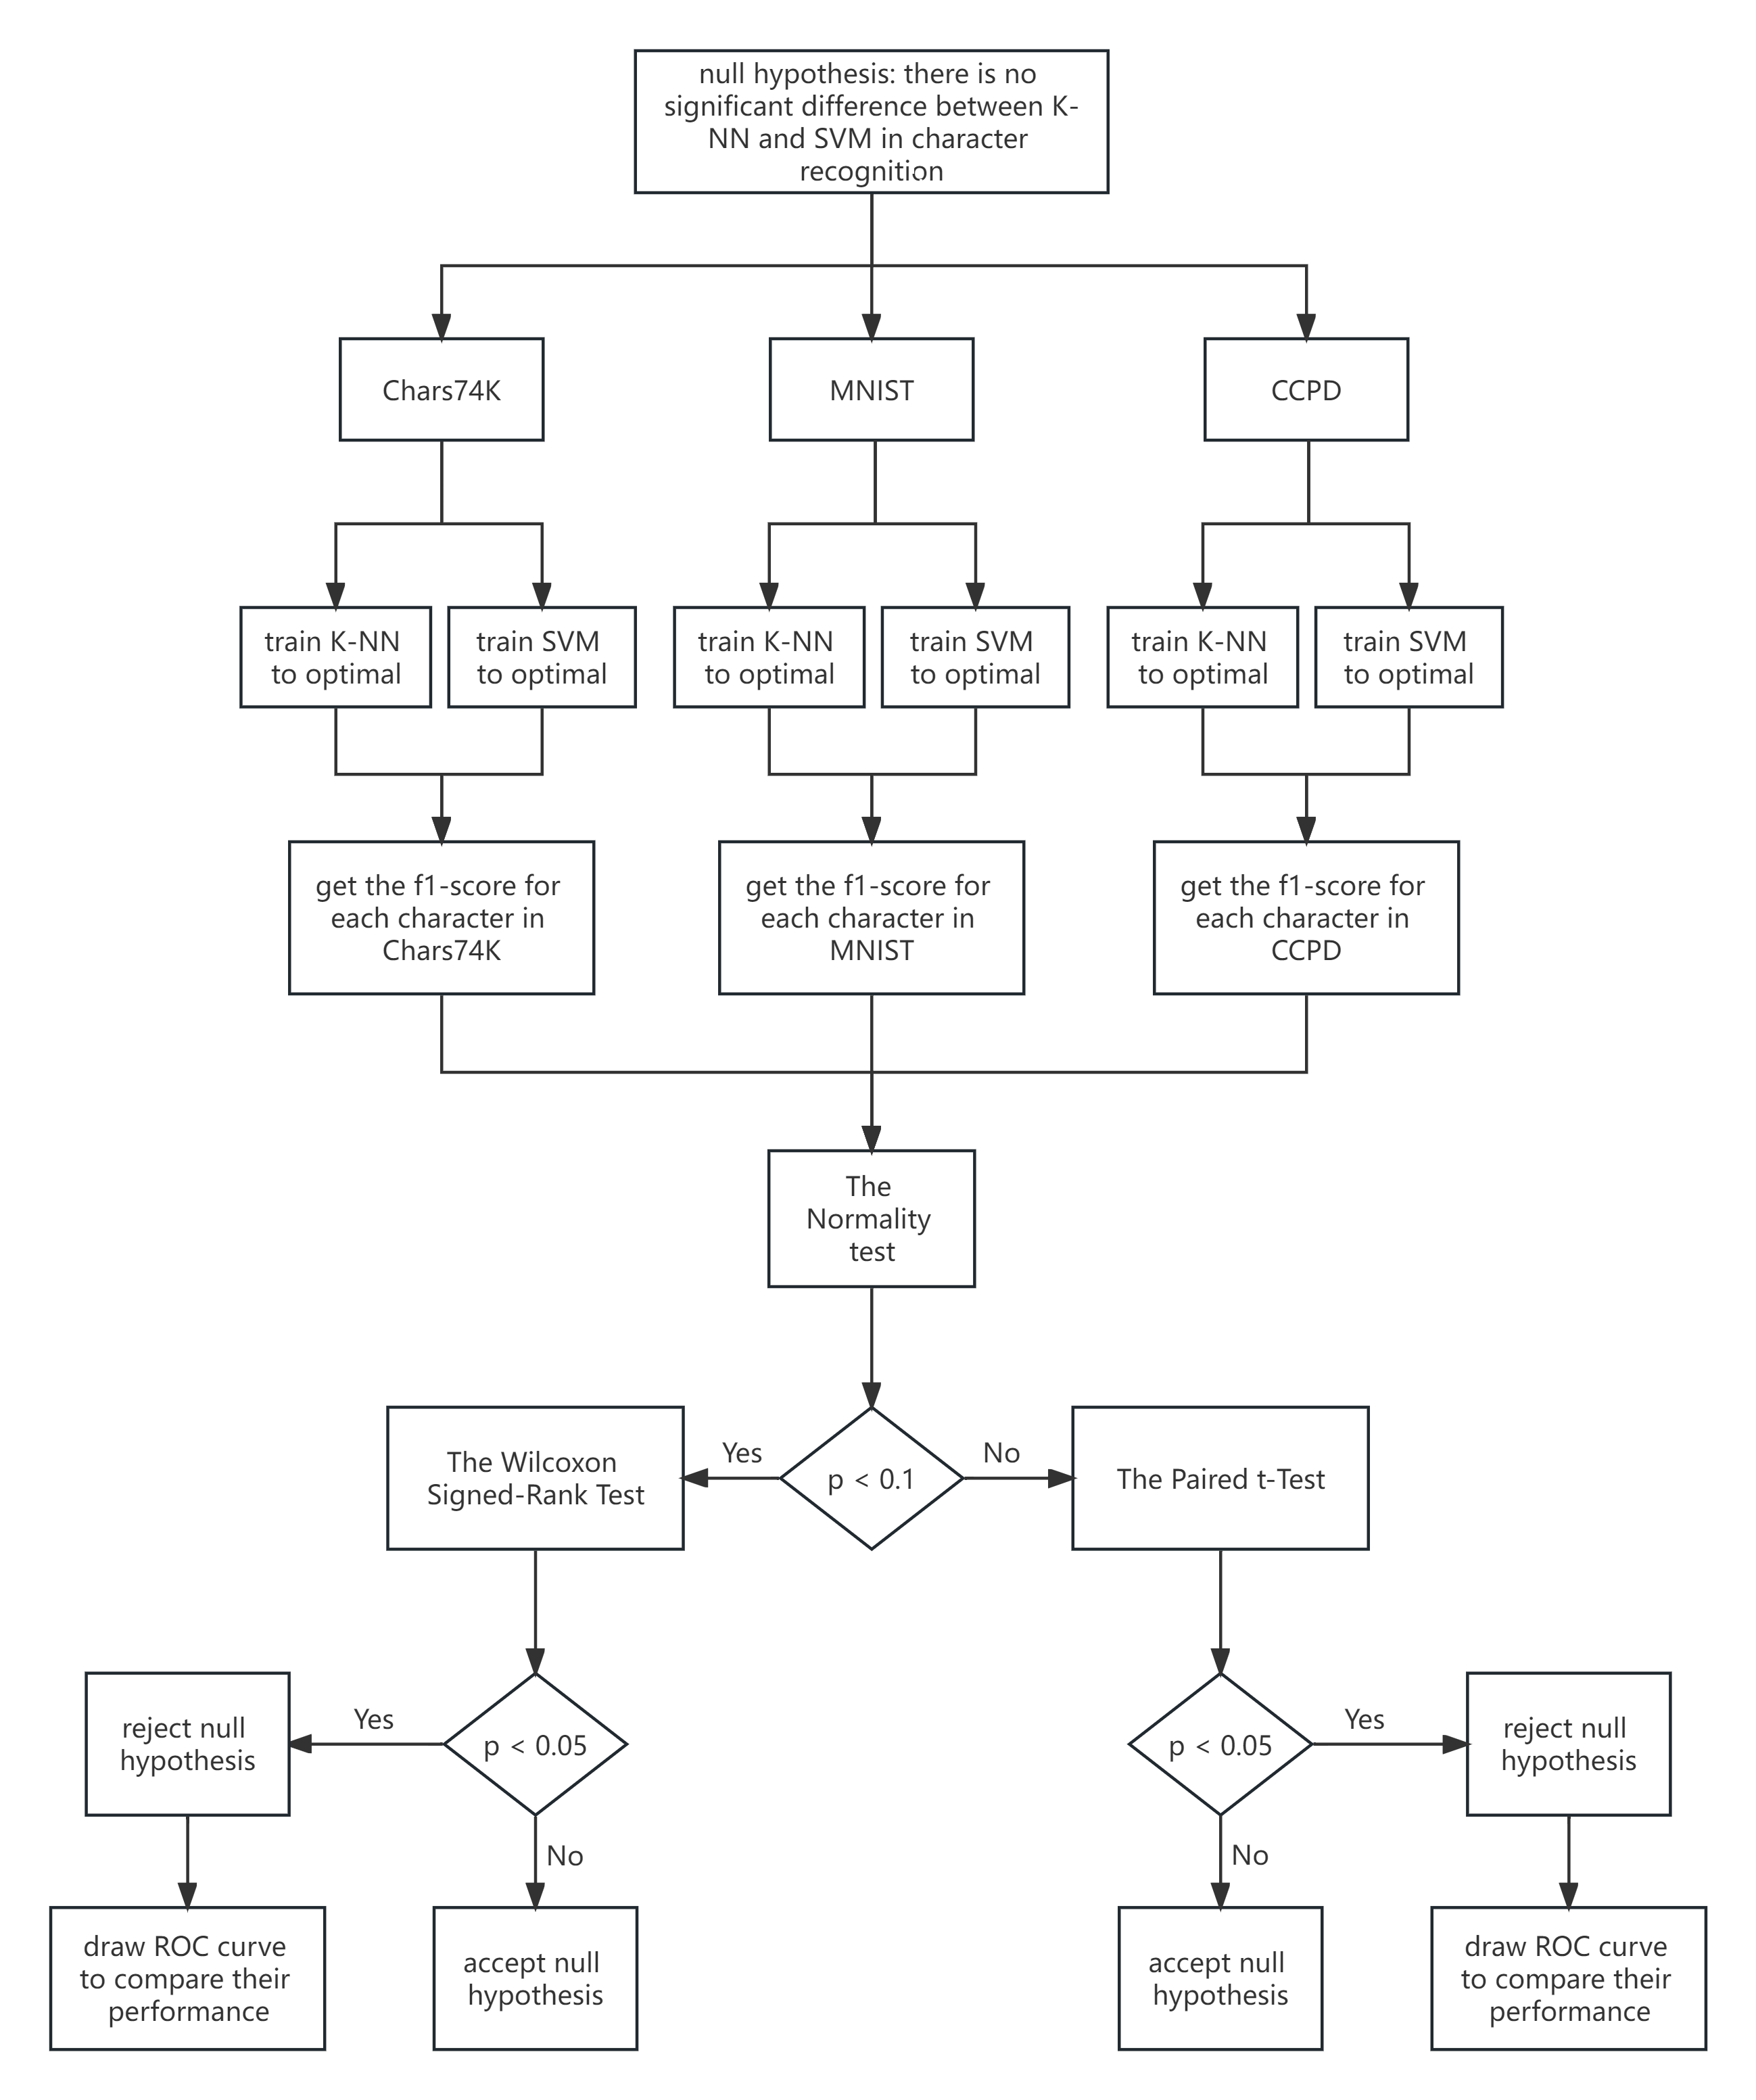 null hypothesis: there is no
significant difference between K-
NN and SVM in character
recognition
Chars74K
MNIST
CCPD
train K-NN
to optimal
train SVM
to optimal
train K-NN
to optimal
train SVM
to optimal
train K-NN
to optimal
train SVM
to optimal
get the f1-score for
each character in
Chars74K
get the f1-score for
each character in
MNIST
get the f1-score for
each character in
CCPD
The
Normality
test
The Wilcoxon
Signed-Rank Test
Yes
p < 0.1
No
The Paired t-Test
reject null
hypothesis
Yes
p < 0.05
p < 0.05
Yes
reject null
hypothesis
No
No
draw ROC curve
to compare their
performance
accept null
hypothesis
accept null
hypothesis
draw ROC curve
to compare their
performance